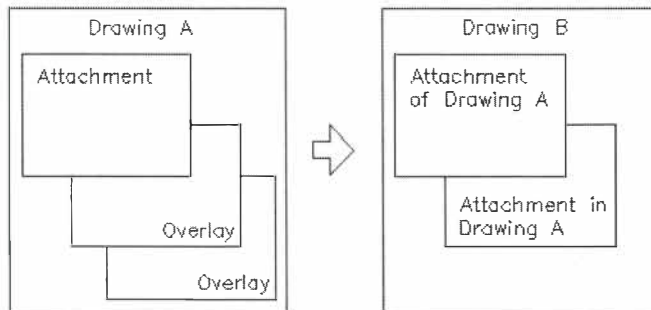 Drawing A
Attachment
Overlay
Overlay
Drawing B
Attachment
of Drawing A
Attachment in
Drawing A